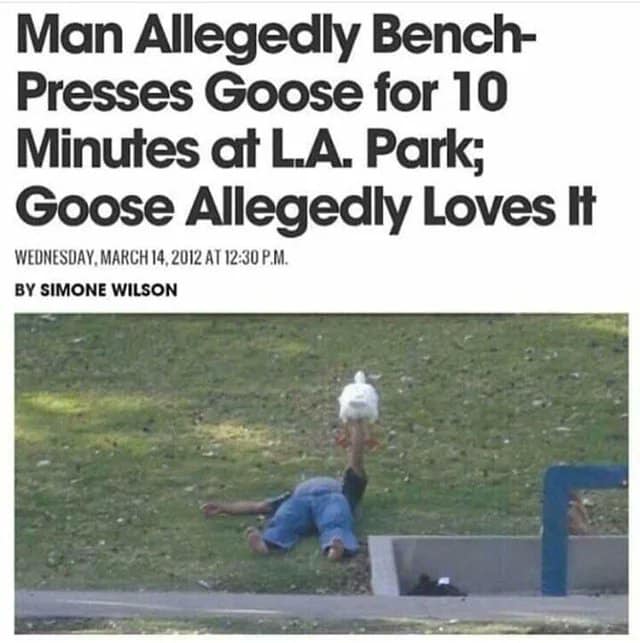 Man Allegedly Bench-
Presses Goose for 10
Minutes at L.A. Park;
Goose Allegedly Loves It
WEDNESDAY, MARCH 14, 2012 AT 12:30 P.M.
BY SIMONE WILSON